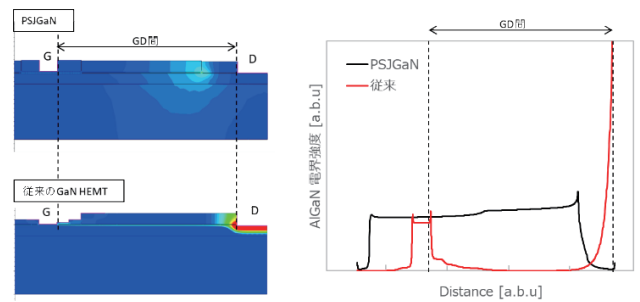 PSJGaN
GD間
G
D
従来のGaN HEMT
G
D
GD間
PSJGaN
従来
AlGaN 電界強度 [a.b.u]
Distance [a.b.u]